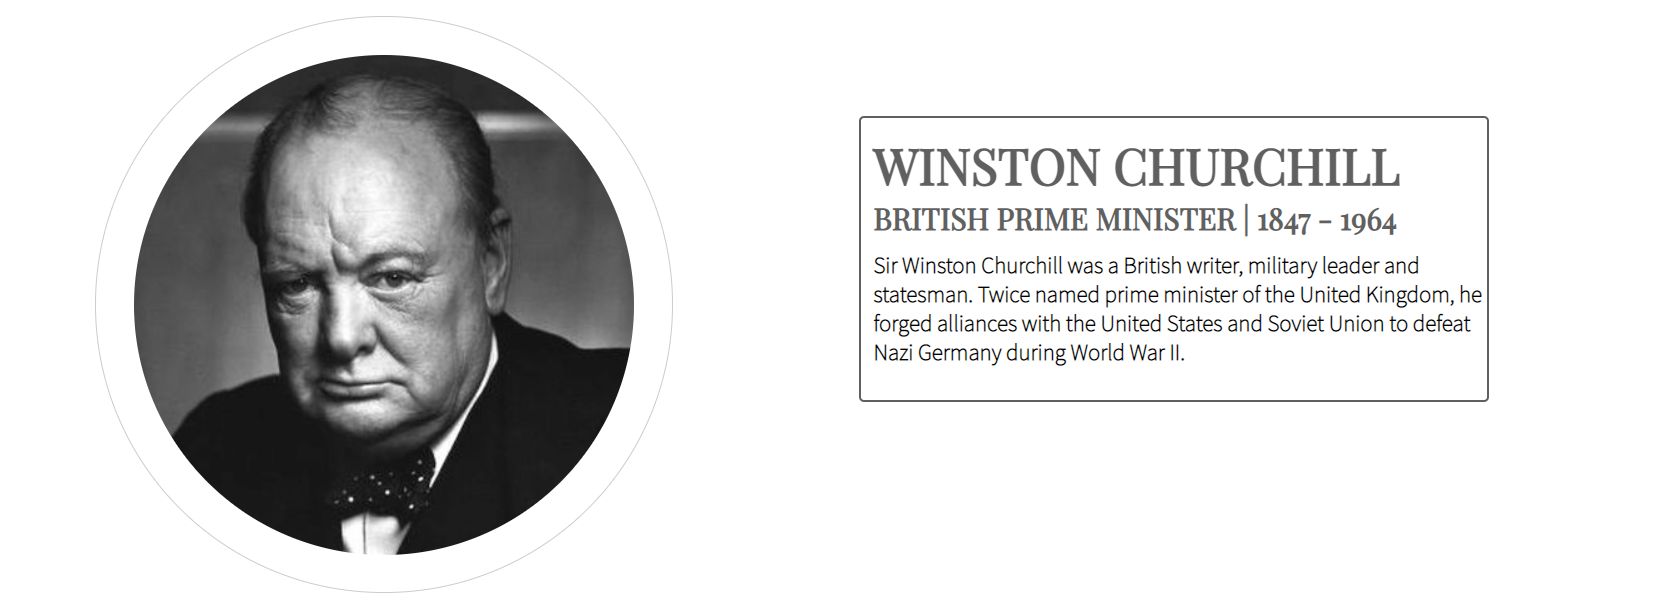 WINSTON CHURCHILL
BRITISH PRIME MINISTER | 1847 – 1964
Sir Winston Churchill was a British writer, military leader and
statesman. Twice named prime minister of the United Kingdom, he
forged alliances with the United States and Soviet Union to defeat
Nazi Germany during World War II.